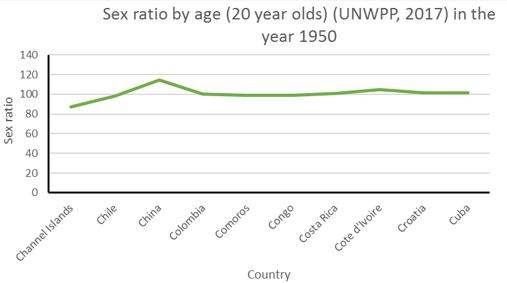 Sex ratio by age (20 year olds) (UNWPP, 2017) in the
year 1950
140
120
100
80
60
40
20
0
Sex ratio
Channel Islands
Chile
China
Colombia
Comoros
Congo
Costa Rica
Cote d'Ivoire
Croatia
Cuba
Country